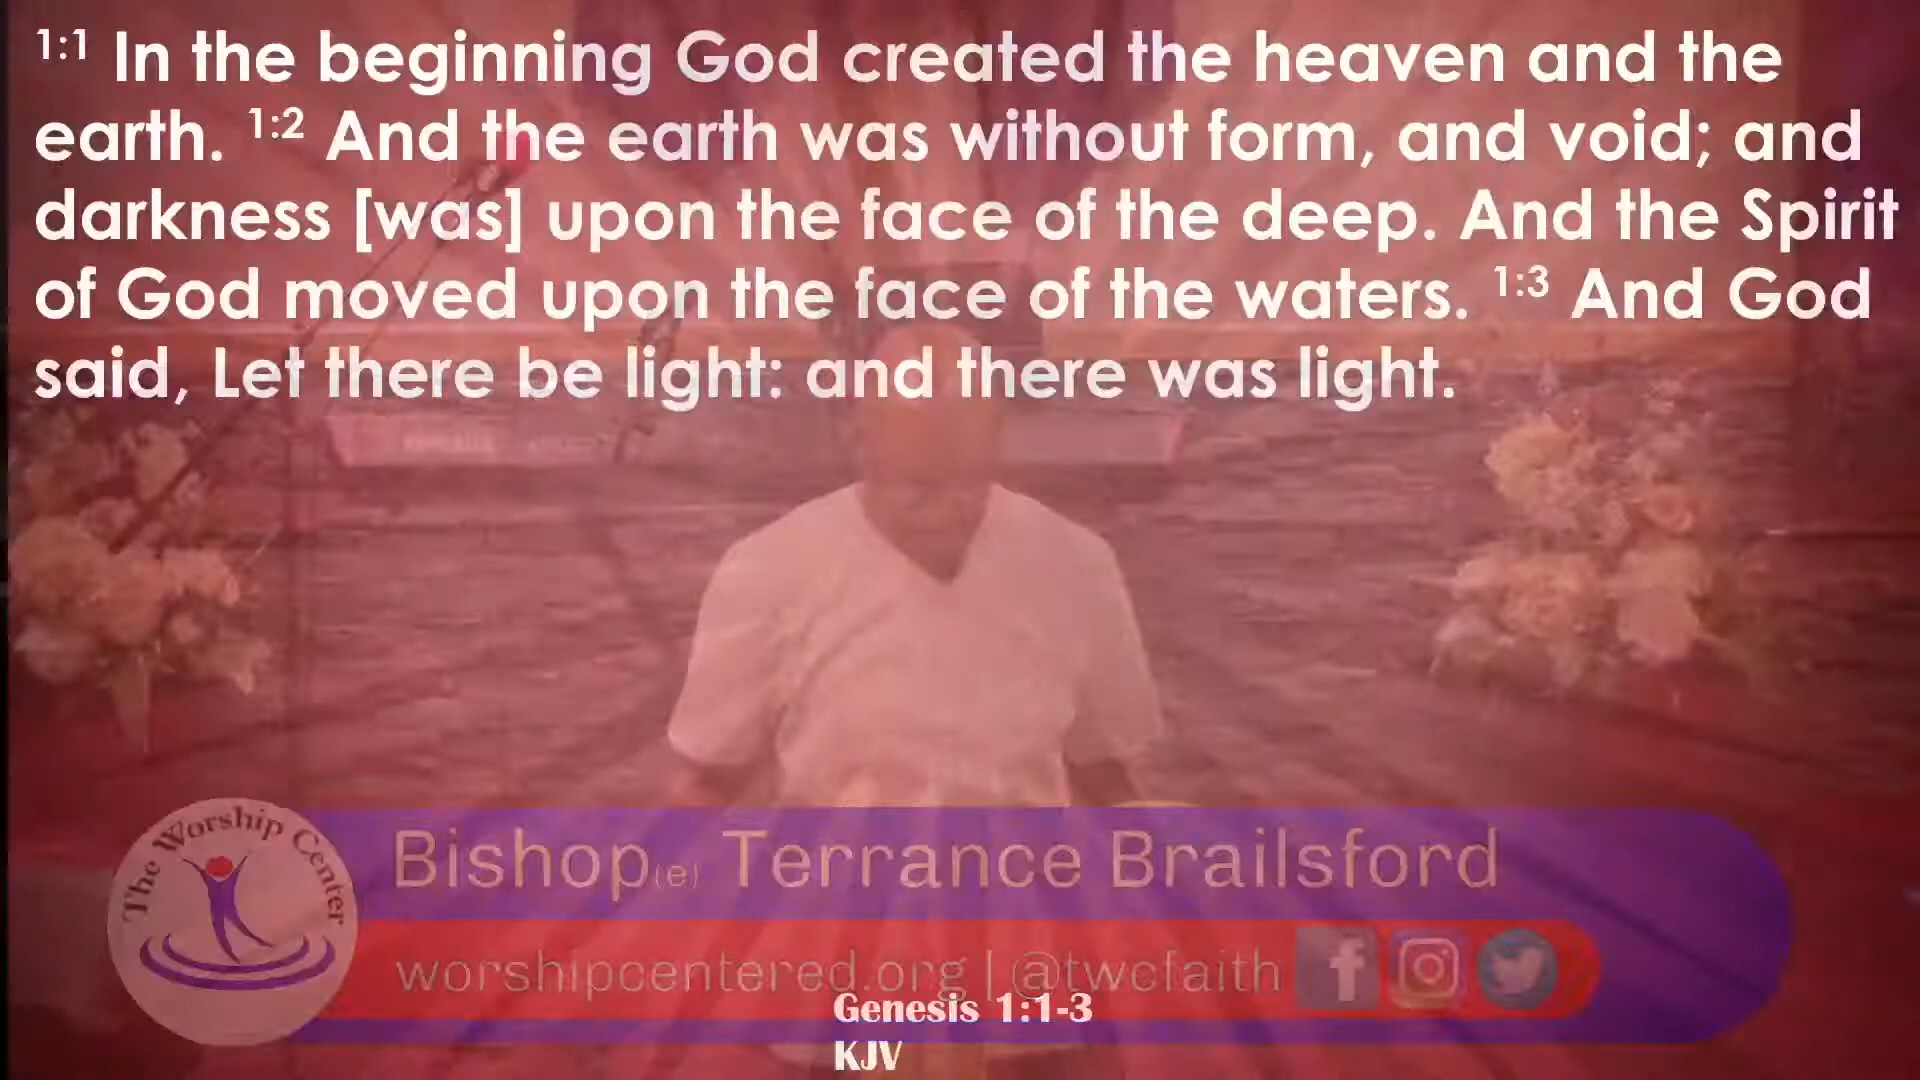 1:1 In the beginning God created the heaven and the
earth. 1:2 And the earth was without form, and void; and
darkness [was] upon the face of the deep. And the Spirit
of God moved upon the face of the waters. 1:3 And God
said, Let there be light: and there was light.
The Worship Center
Bishop(e) Terrance Brailsford
worshipcentered.org | @twcfaith
Genesis 1:1-3
KJV